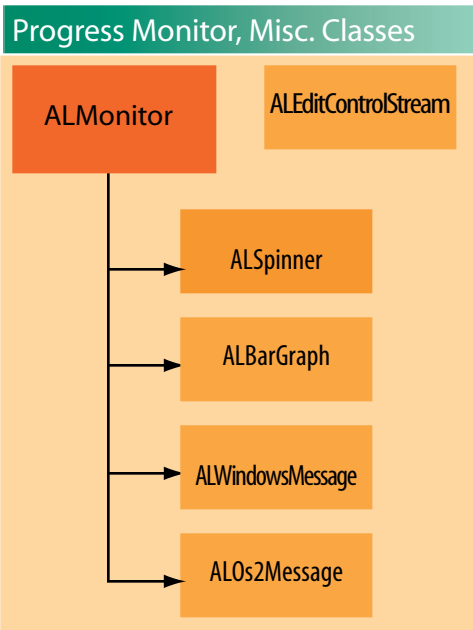 Progress Monitor, Misc. Classes
ALMonitor
ALEditControlStream
ALSpinner
ALBarGraph
ALWindowsMessage
ALOs2Message